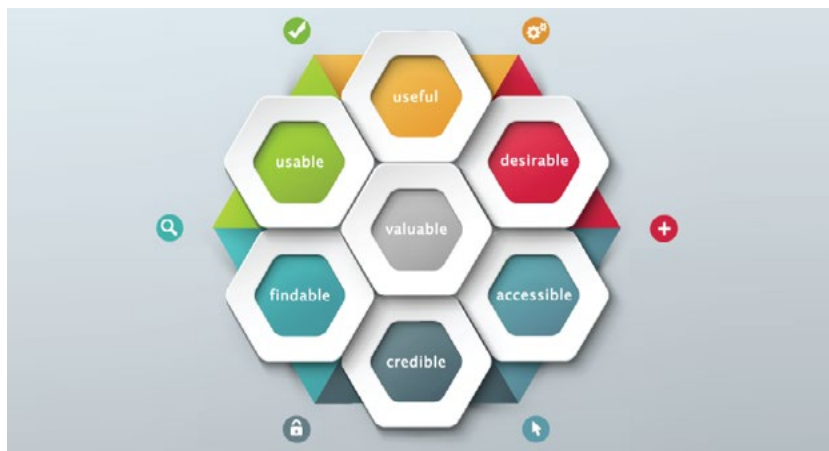 useful
usable
desirable
valuable
findable
accessible
credible